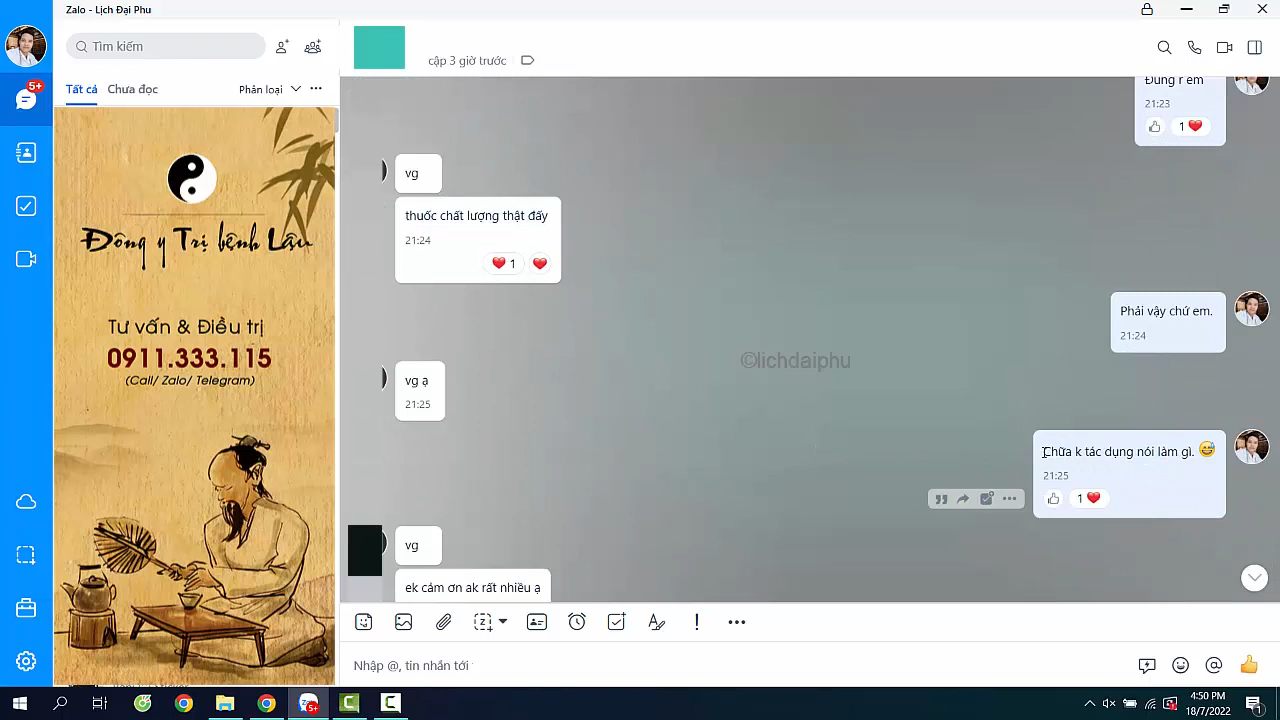 Zalo - Lịch Đại Phu
Tìm kiếm
cập 3 giờ trước
Tất cả
Chưa đọc
Phân loại
5+
Đông y Trị bệnh Lậu
Tư vấn & Điều trị
0911.333.115
(Call/ Zalo/ Telegram)
Đúng r em
21:23
1
vg
thuốc chất lượng thật đấy
21:24
1
Phải vậy chứ em.
21:24
©lichdaiphu
vg ạ
21:25
Chữa k tác dụng nói làm gì.
21:25
1
vg
ek cảm ơn ak rất nhiều ạ
Nhập @, tin nhắn tới
5+
4:50 PM
18/7/2022